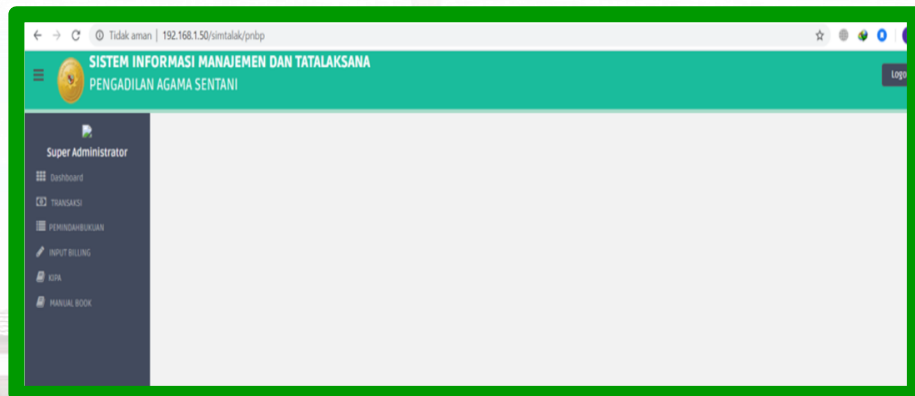 Tidak aman | 192.168.1.50/simtalak/pnbp
SISTEM INFORMASI MANAJEMEN DAN TATALAKSANA
PENGADILAN AGAMA SENTANI
Logo
Super Administrator
Dashboard
TRANSAKSI
PEMINDAHBUKUAN
INPUT BILLING
KIPA
MANUAL BOOK